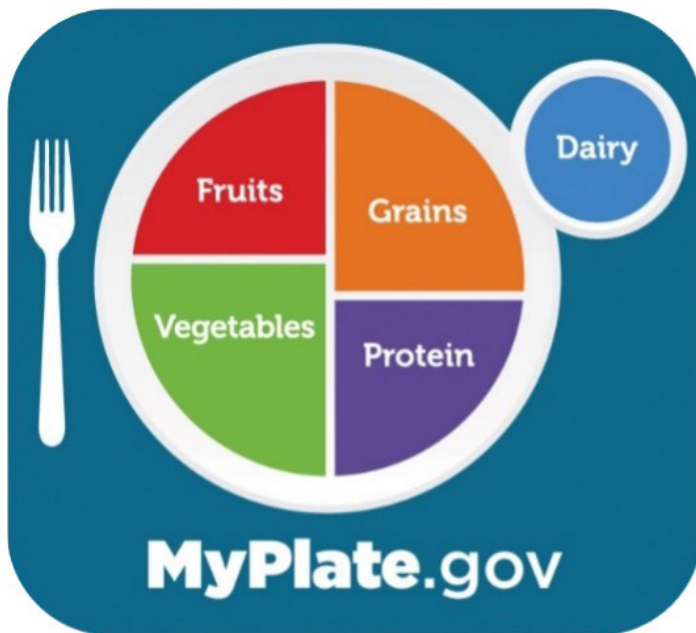 Fruits
Grains
Dairy
Vegetables
Protein
MyPlate.gov